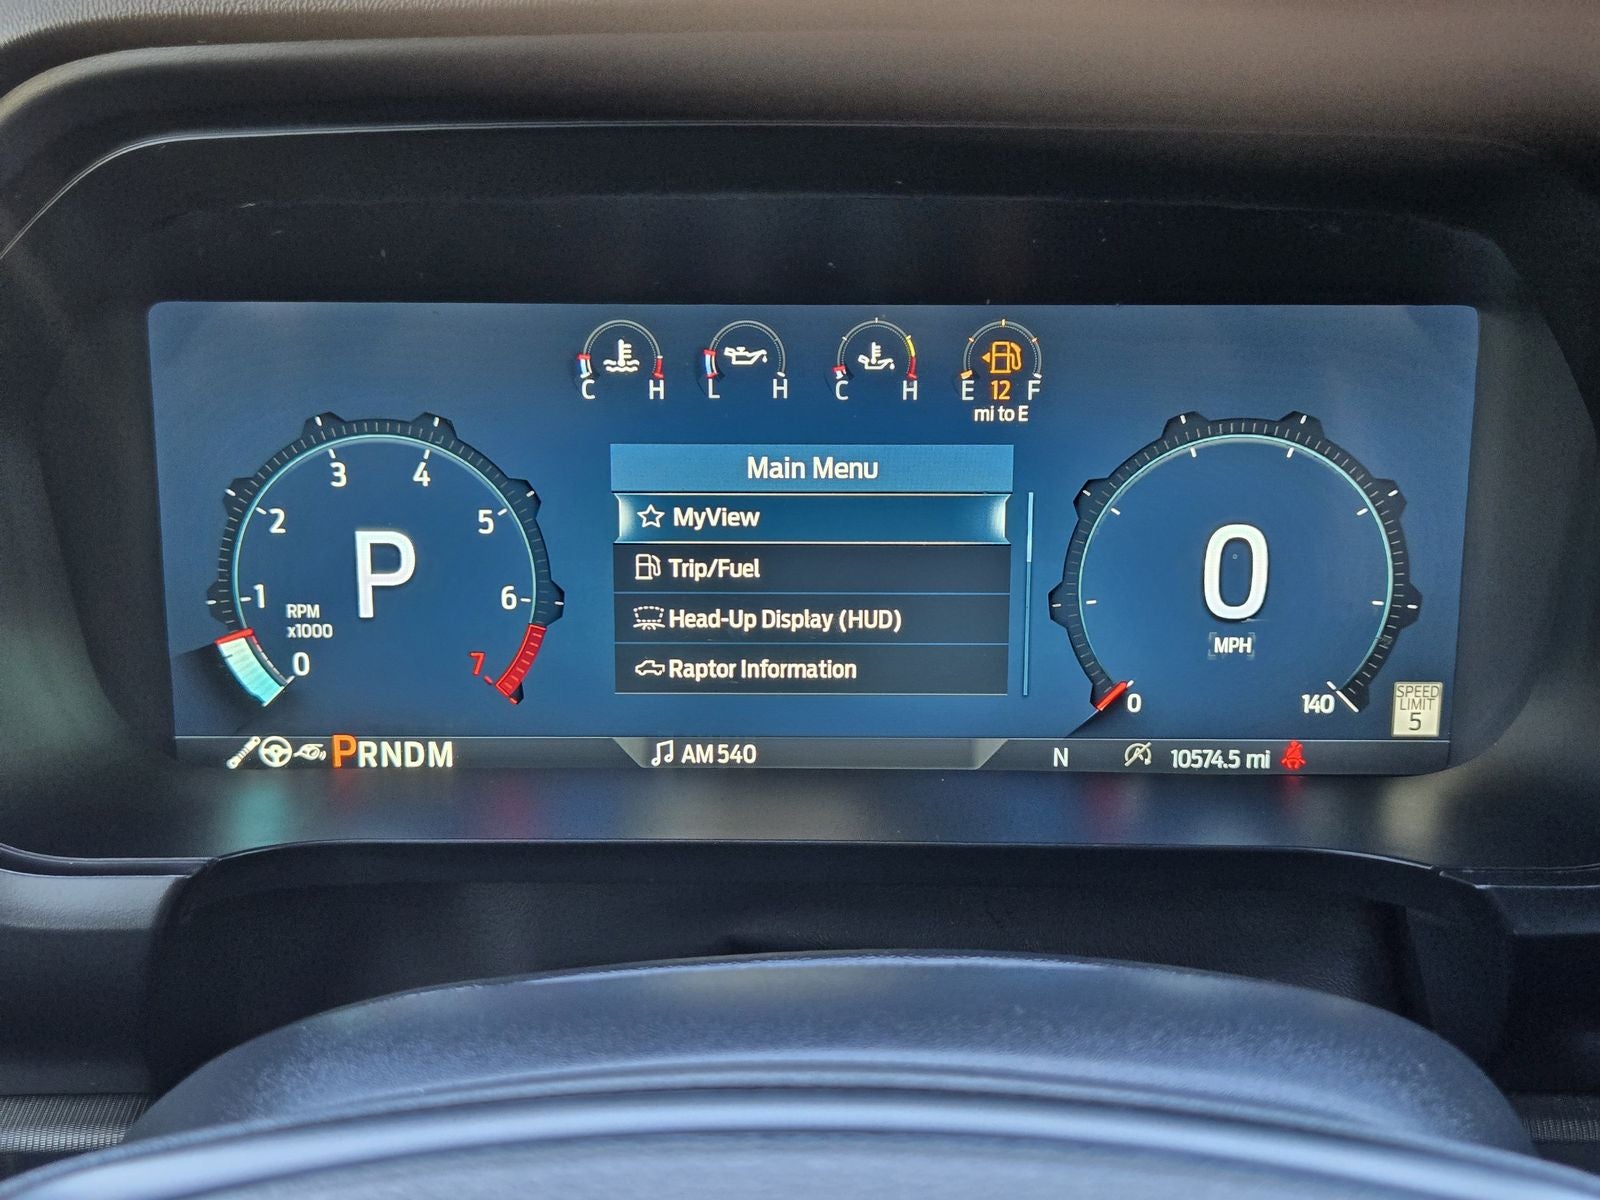 C H
L H
C H
E 12 F
mi to E
Main Menu
MyView
Trip/Fuel
Head-Up Display (HUD)
Raptor Information
0 1 2 3 4 5 6 7
RPM
x1000
P
0
MPH
0 140
SPEED
LIMIT
5
PRNDM
AM 540
N
10574.5 mi